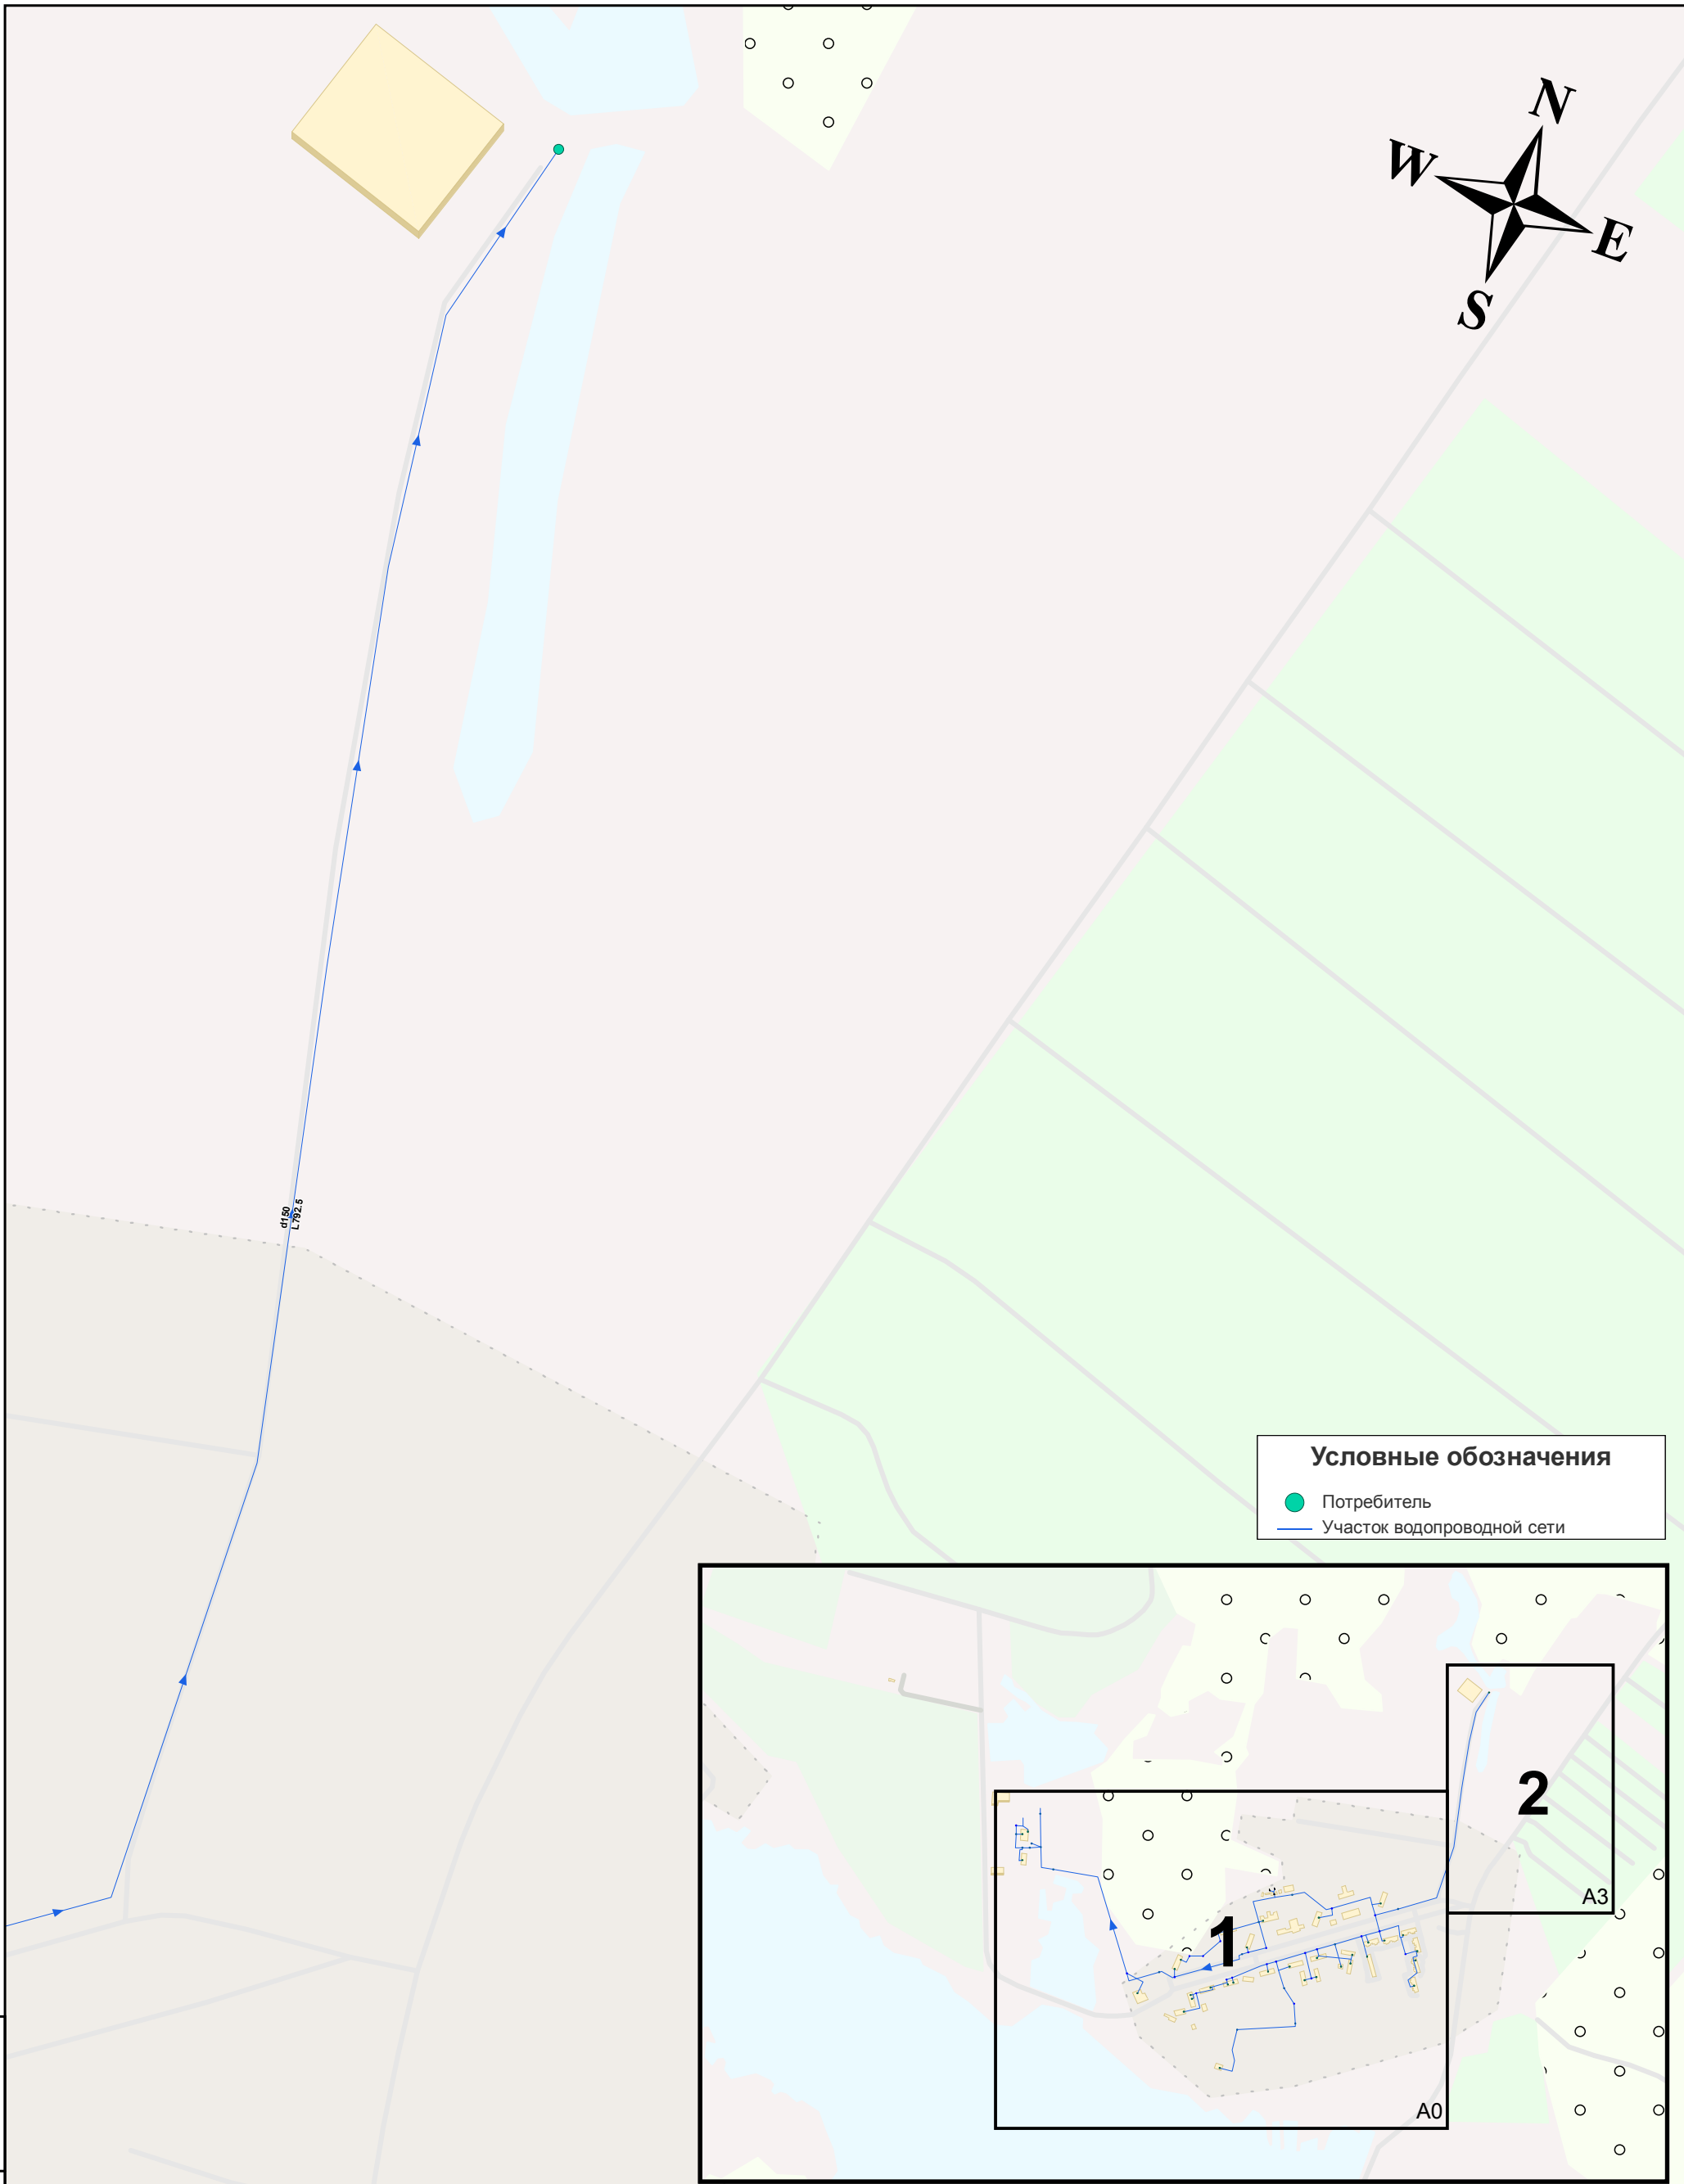 N
W
E
S
d150
L792.5
Условные обозначения
Потребитель
Участок водопроводной сети
2
A3
1
A0